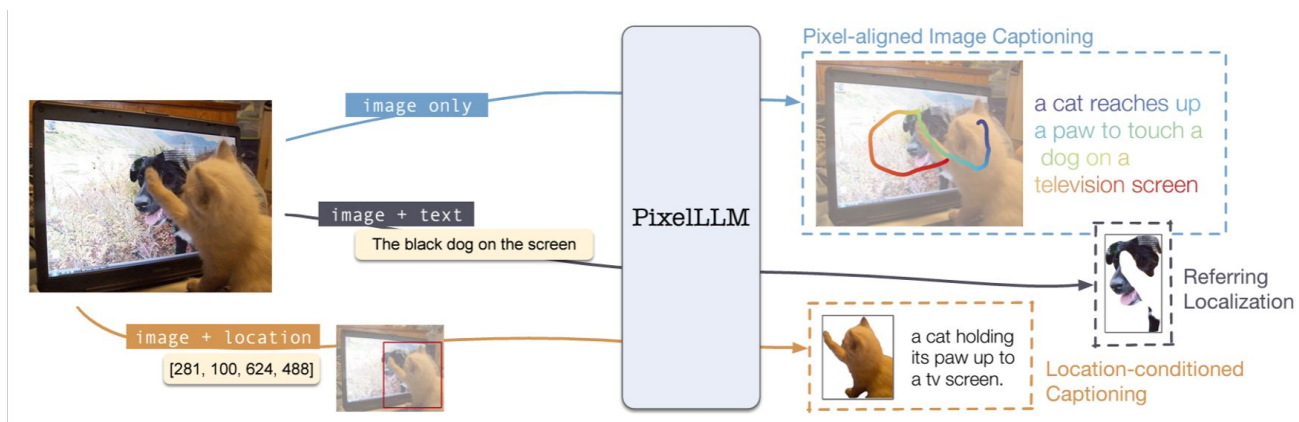 Pixel-aligned Image Captioning
image only
a cat reaches up
a paw to touch a
dog on a
television screen
image + text
The black dog on the screen
PixelLLM
Referring
Localization
image + location
[281, 100, 624, 488]
a cat holding
its paw up to
a tv screen.
Location-conditioned
Captioning